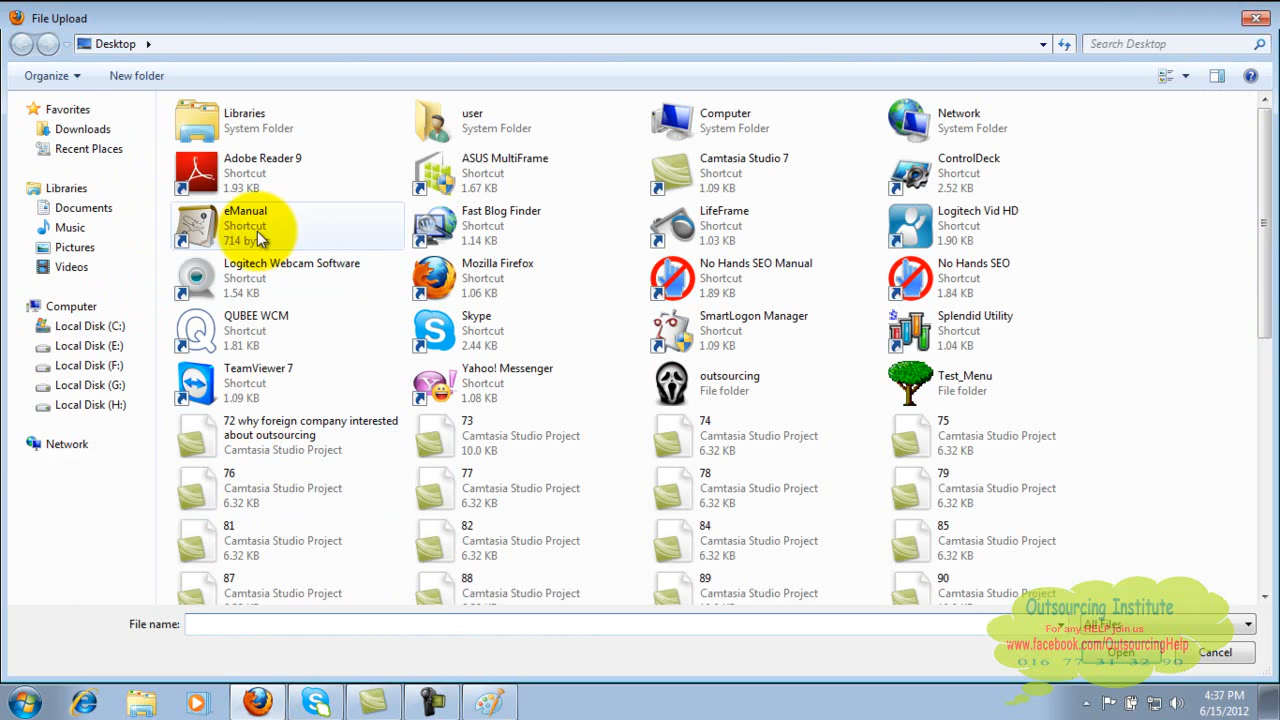 File Upload
Desktop
Search Desktop
Organize
New folder
Favorites
Downloads
Recent Places
Libraries
Documents
Music
Pictures
Videos
Computer
Local Disk (C:)
Local Disk (E:)
Local Disk (F:)
Local Disk (G:)
Local Disk (H:)
Network
Libraries
System Folder
user
System Folder
Computer
System Folder
Network
System Folder
Adobe Reader 9
Shortcut
1.93 KB
ASUS MultiFrame
Shortcut
1.67 KB
Camtasia Studio 7
Shortcut
1.09 KB
ControlDeck
Shortcut
2.52 KB
eManual
Shortcut
714 bytes
Fast Blog Finder
Shortcut
1.14 KB
LifeFrame
Shortcut
1.03 KB
Logitech Vid HD
Shortcut
1.90 KB
Logitech Webcam Software
Shortcut
1.54 KB
Mozilla Firefox
Shortcut
1.06 KB
No Hands SEO Manual
Shortcut
1.89 KB
No Hands SEO
Shortcut
1.84 KB
QUBEE WCM
Shortcut
1.81 KB
Skype
Shortcut
2.44 KB
SmartLogon Manager
Shortcut
1.09 KB
Splendid Utility
Shortcut
1.04 KB
TeamViewer 7
Shortcut
1.09 KB
Yahoo! Messenger
Shortcut
1.08 KB
outsourcing
File folder
Test_Menu
File folder
72 why foreign company interested
about outsourcing
Camtasia Studio Project
73
Camtasia Studio Project
10.0 KB
74
Camtasia Studio Project
6.32 KB
75
Camtasia Studio Project
6.32 KB
76
Camtasia Studio Project
6.32 KB
77
Camtasia Studio Project
6.32 KB
78
Camtasia Studio Project
6.32 KB
79
Camtasia Studio Project
6.32 KB
81
Camtasia Studio Project
6.32 KB
82
Camtasia Studio Project
6.32 KB
84
Camtasia Studio Project
6.32 KB
85
Camtasia Studio Project
6.32 KB
87
Camtasia Studio Project
88
Camtasia Studio Project
89
Camtasia Studio Project
90
Camtasia Studio Project
File name:
All Files
Open
Cancel
Outsourcing Institute
For any HELP join us
www.facebook.com/OutsourcingHelp
016 77 31 32 90
4:37 PM
6/15/2012